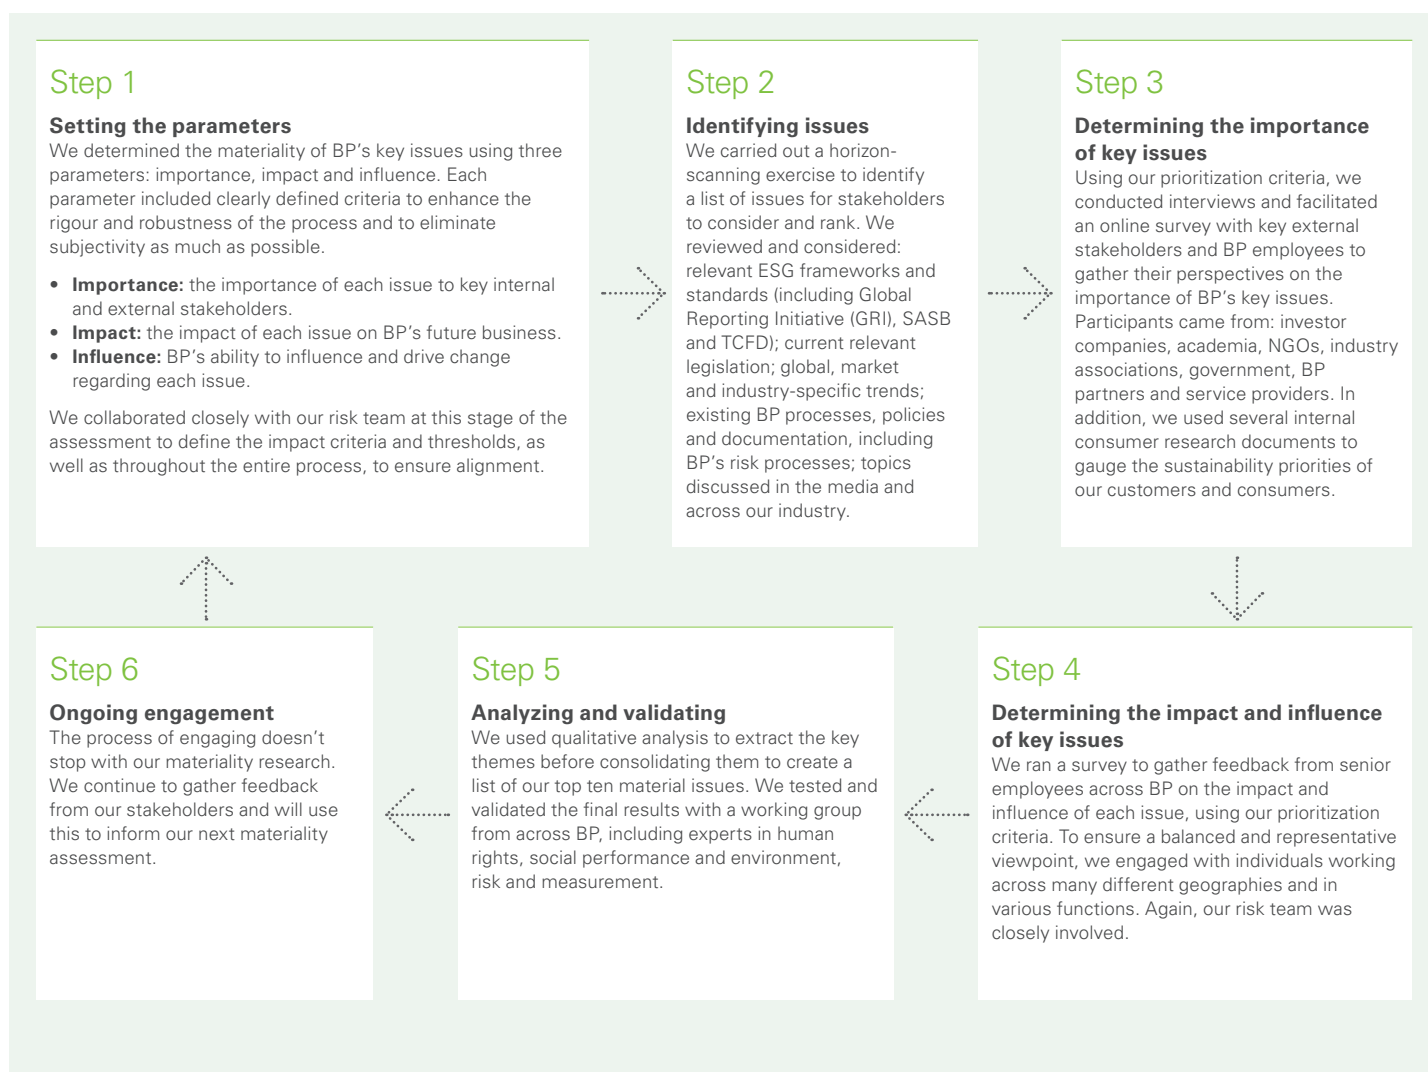 Step 1
Setting the parameters
We determined the materiality of BP's key issues using three
parameters: importance, impact and influence. Each
parameter included clearly defined criteria to enhance the
rigour and robustness of the process and to eliminate
subjectivity as much as possible.
• Importance: the importance of each issue to key internal
and external stakeholders.
• Impact: the impact of each issue on BP's future business.
• Influence: BP's ability to influence and drive change
regarding each issue.
We collaborated closely with our risk team at this stage of the
assessment to define the impact criteria and thresholds, as
well as throughout the entire process, to ensure alignment.
Step 2
Identifying issues
We carried out a horizon-
scanning exercise to identify
a list of issues for stakeholders
to consider and rank. We
reviewed and considered:
relevant ESG frameworks and
standards (including Global
Reporting Initiative (GRI), SASB
and TCFD); current relevant
legislation; global, market
and industry-specific trends;
existing BP processes, policies
and documentation, including
BP's risk processes; topics
discussed in the media and
across our industry.
Step 3
Determining the importance
of key issues
Using our prioritization criteria, we
conducted interviews and facilitated
an online survey with key external
stakeholders and BP employees to
gather their perspectives on the
importance of BP's key issues.
Participants came from: investor
companies, academia, NGOs, industry
associations, government, BP
partners and service providers. In
addition, we used several internal
consumer research documents to
gauge the sustainability priorities of
our customers and consumers.
Step 4
Determining the impact and influence
of key issues
We ran a survey to gather feedback from senior
employees across BP on the impact and
influence of each issue, using our prioritization
criteria. To ensure a balanced and representative
viewpoint, we engaged with individuals working
across many different geographies and in
various functions. Again, our risk team was
closely involved.
Step 5
Analyzing and validating
We used qualitative analysis to extract the key
themes before consolidating them to create a
list of our top ten material issues. We tested and
validated the final results with a working group
from across BP, including experts in human
rights, social performance and environment,
risk and measurement.
Step 6
Ongoing engagement
The process of engaging doesn't
stop with our materiality research.
We continue to gather feedback
from our stakeholders and will use
this to inform our next materiality
assessment.